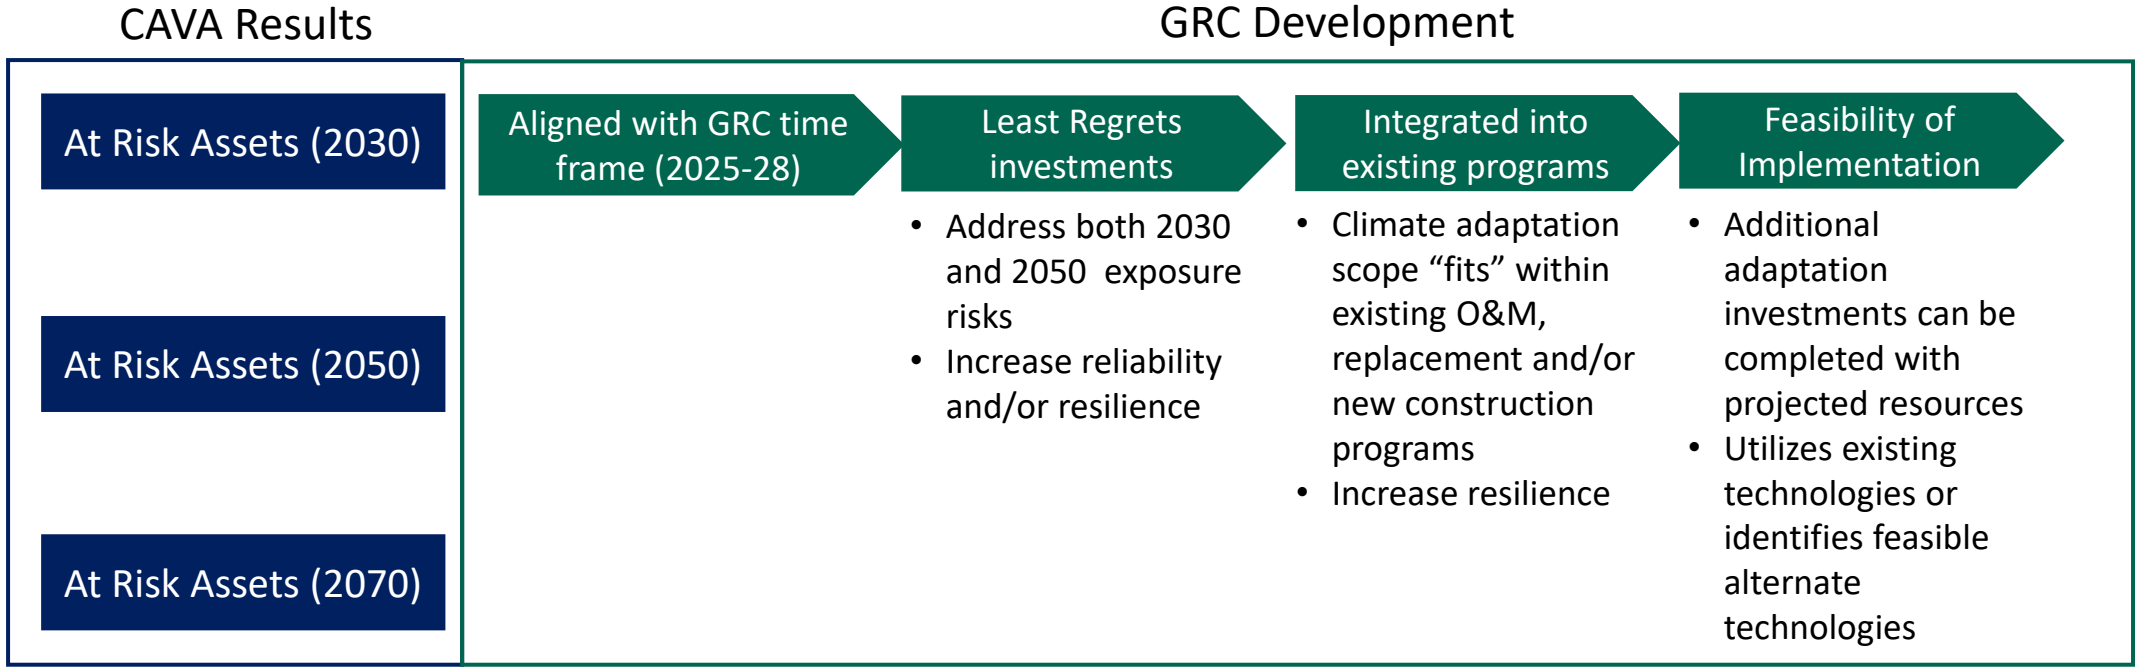 CAVA Results
GRC Development
At Risk Assets (2030)
At Risk Assets (2050)
At Risk Assets (2070)
Aligned with GRC time
frame (2025-28)
Least Regrets
investments
• Address both 2030
and 2050  exposure
risks
• Increase reliability
and/or resilience
Integrated into
existing programs
• Climate adaptation
scope “fits” within
existing O&M,
replacement and/or
new construction
programs
• Increase resilience
Feasibility of
Implementation
• Additional
adaptation
investments can be
completed with
projected resources
• Utilizes existing
technologies or
identifies feasible
alternate
technologies